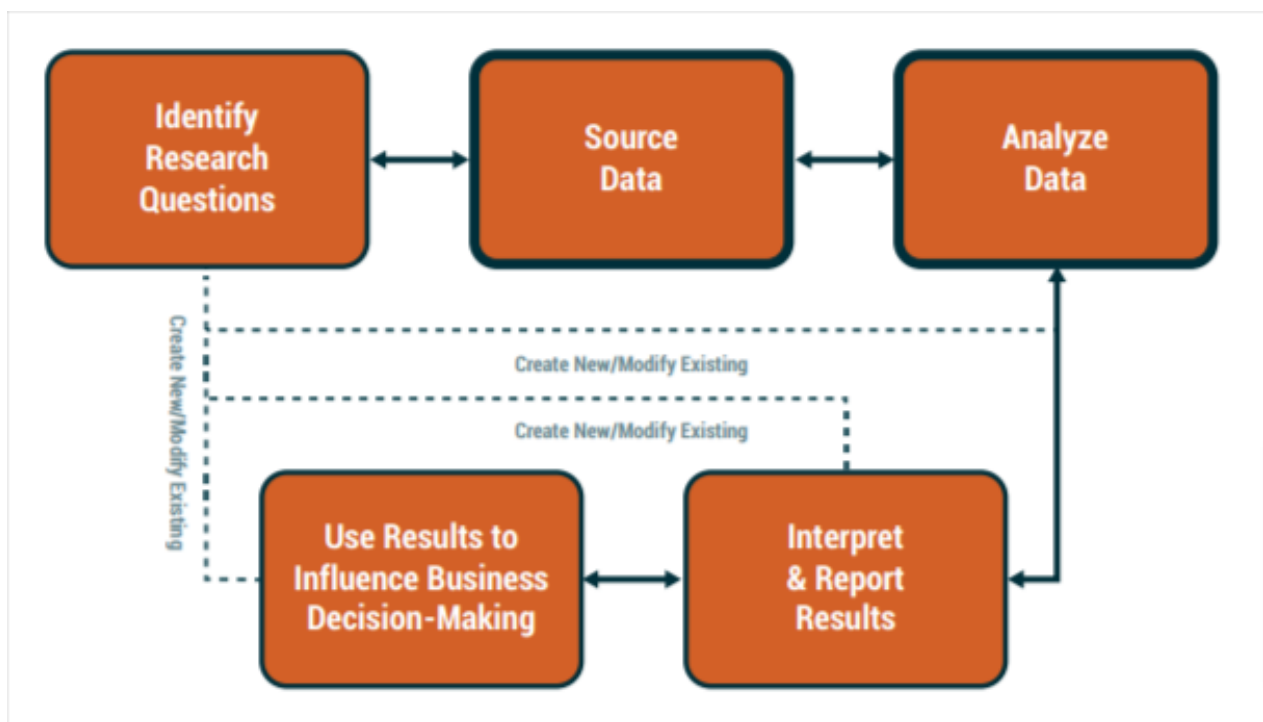 Identify
Research
Questions
Source
Data
Analyze
Data
Create New/Modify Existing
Create New/Modify Existing
Create New/Modify Existing
Use Results to
Influence Business
Decision-Making
Interpret
& Report
Results